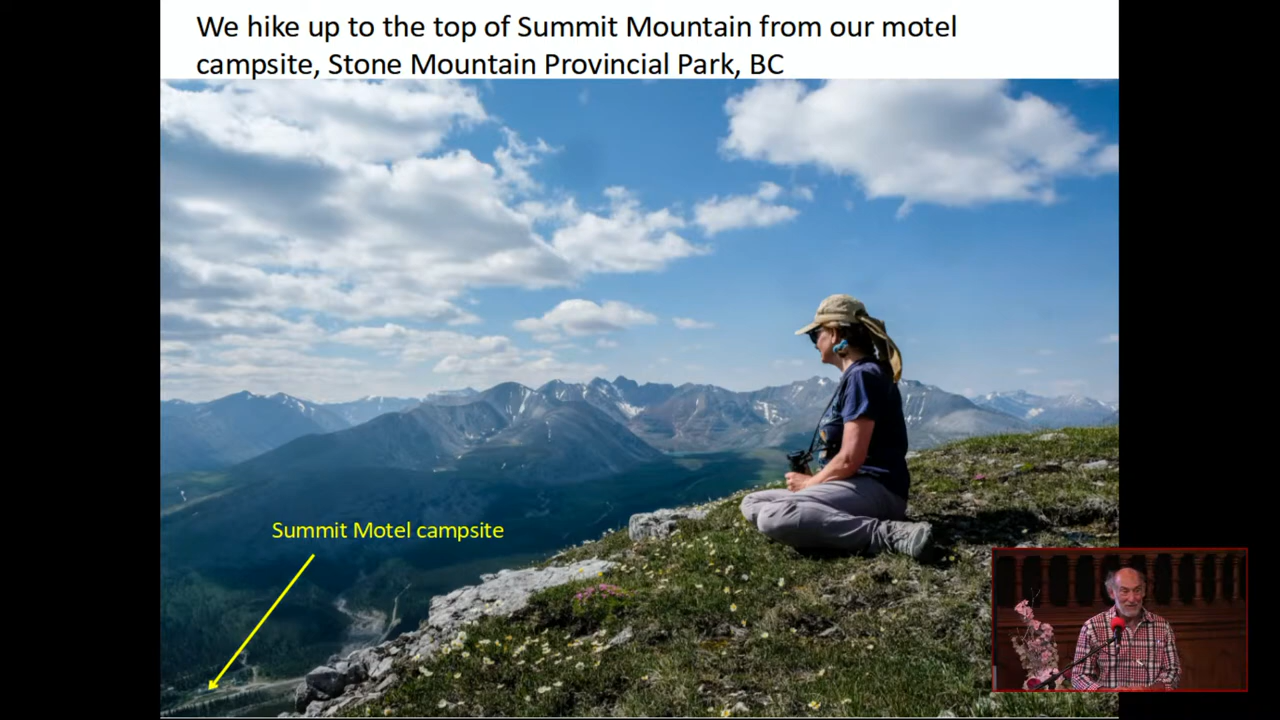 We hike up to the top of Summit Mountain from our motel
campsite, Stone Mountain Provincial Park, BC
Summit Motel campsite